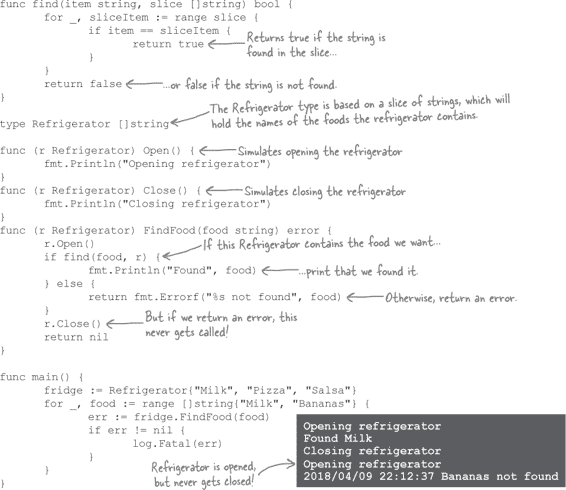 func find(item string, slice []string) bool {
for _, sliceItem := range slice {
if item == sliceItem {
return true
Returns true if the string is
found in the slice...
}
}
return false
...or false if the string is not found.
}
The Refrigerator type is based on a slice of strings, which will
hold the names of the foods the refrigerator contains.
type Refrigerator []string
func (r Refrigerator) Open() {
Simulates opening the refrigerator
fmt.Println("Opening refrigerator")
}
func (r Refrigerator) Close() {
Simulates closing the refrigerator
fmt.Println("Closing refrigerator")
}
func (r Refrigerator) FindFood(food string) error {
r.Open()
If this Refrigerator contains the food we want...
if find(food, r) {
fmt.Println("Found", food)
...print that we found it.
} else {
return fmt.Errorf("%s not found", food)
Otherwise, return an error.
}
r.Close()
But if we return an error, this
never gets called!
return nil
}
func main() {
fridge := Refrigerator{"Milk", "Pizza", "Salsa"}
for _, food := range []string{"Milk", "Bananas"} {
err := fridge.FindFood(food)
if err != nil {
log.Fatal(err)
}
}
}
Refrigerator is opened,
but never gets closed!
Opening refrigerator
Found Milk
Closing refrigerator
Opening refrigerator
2018/04/09 22:12:37 Bananas not found